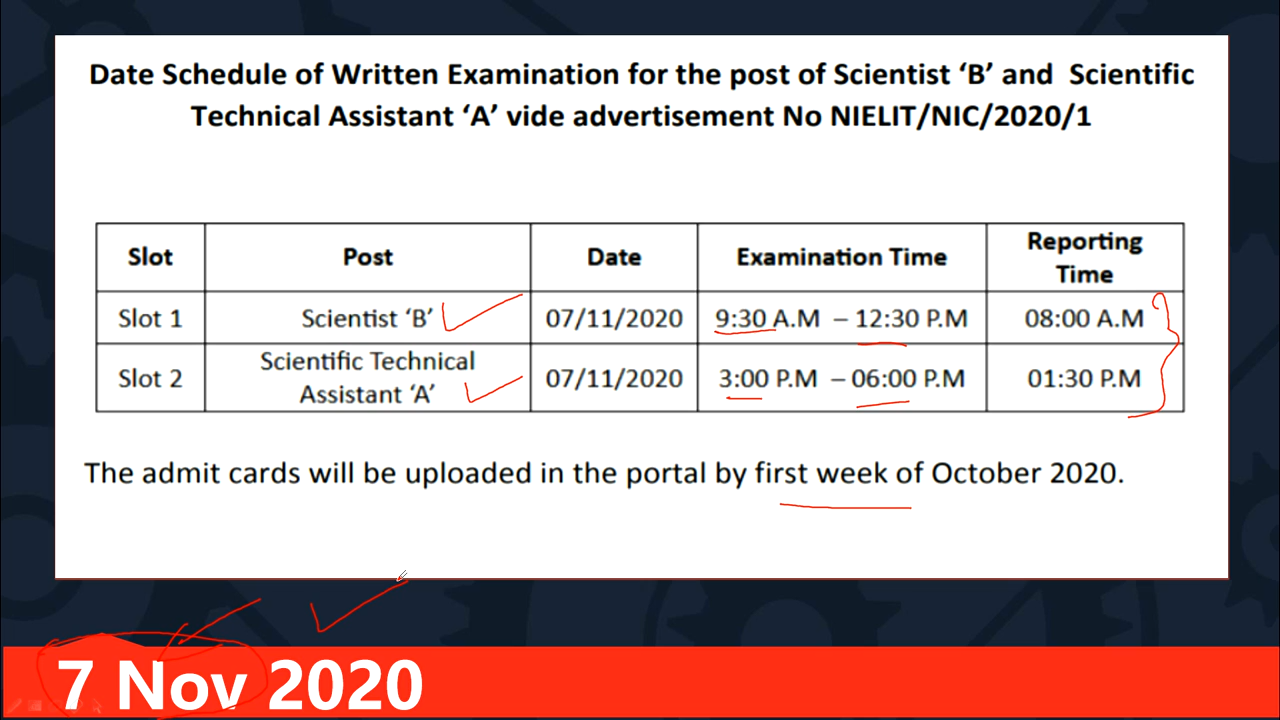 Date Schedule of Written Examination for the post of Scientist ‘B’ and Scientific
Technical Assistant ‘A’ vide advertisement No NIELIT/NIC/2020/1
Slot Post Date Examination Time Reporting Time
Slot 1 Scientist ‘B’ 07/11/2020 9:30 A.M – 12:30 P.M 08:00 A.M
Slot 2 Scientific Technical Assistant ‘A’ 07/11/2020 3:00 P.M – 06:00 P.M 01:30 P.M
The admit cards will be uploaded in the portal by first week of October 2020.
7 Nov 2020